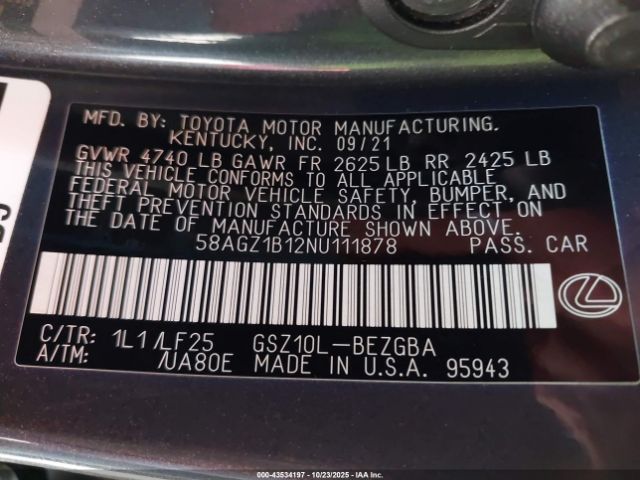 MFD. BY: TOYOTA MOTOR MANUFACTURING.
KENTUCKY, INC. 09/21
GVWR 4740 LB GAWR FR 2625 LB RR 2425 LB
THIS VEHICLE CONFORMS TO ALL APPLICABLE
FEDERAL MOTOR VEHICLE SAFETY, BUMPER, AND
THEFT PREVENTION STANDARDS IN EFFECT ON
THE DATE OF MANUFACTURE SHOWN ABOVE.
58AGZ1B12NU111878 PASS. CAR
C/TR: 1L1/LF25 GSZ10L-BEZGBA
A/TM: /UA80E MADE IN U.S.A. 95943
© 43534197 - 10/23/2025 - IAA, Inc.